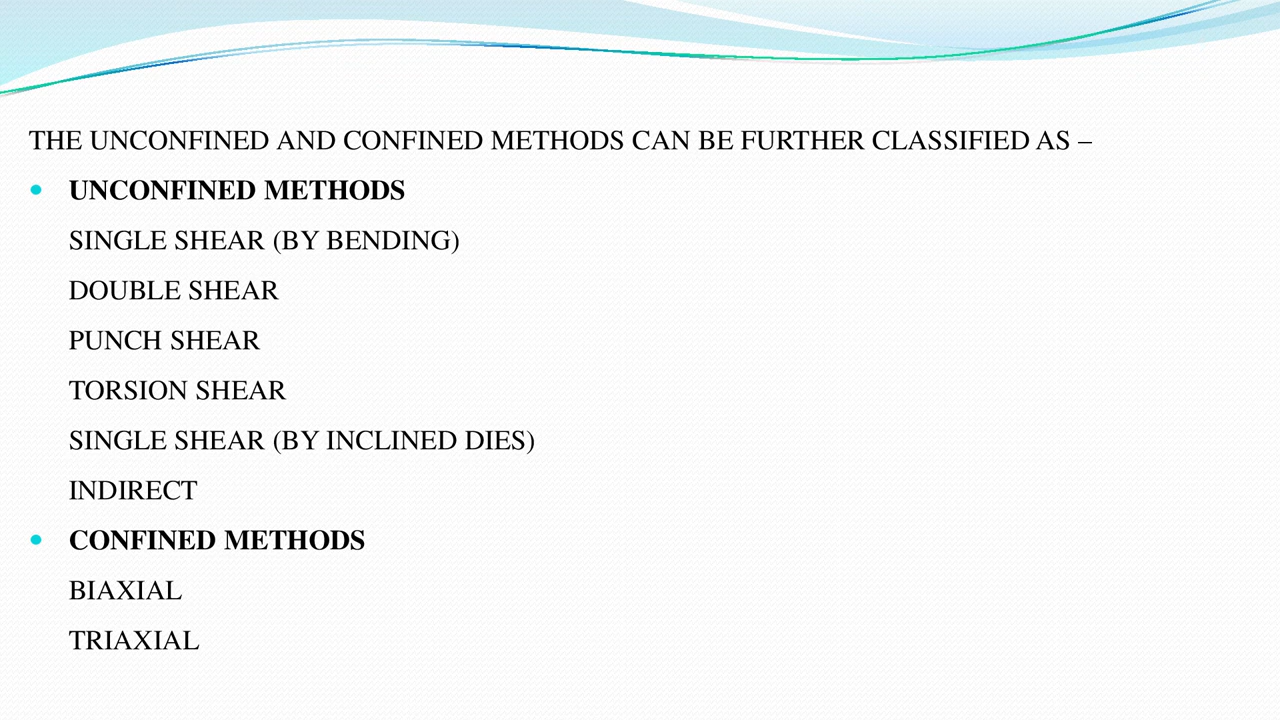 THE UNCONFINED AND CONFINED METHODS CAN BE FURTHER CLASSIFIED AS –
• UNCONFINED METHODS
SINGLE SHEAR (BY BENDING)
DOUBLE SHEAR
PUNCH SHEAR
TORSION SHEAR
SINGLE SHEAR (BY INCLINED DIES)
INDIRECT
• CONFINED METHODS
BIAXIAL
TRIAXIAL